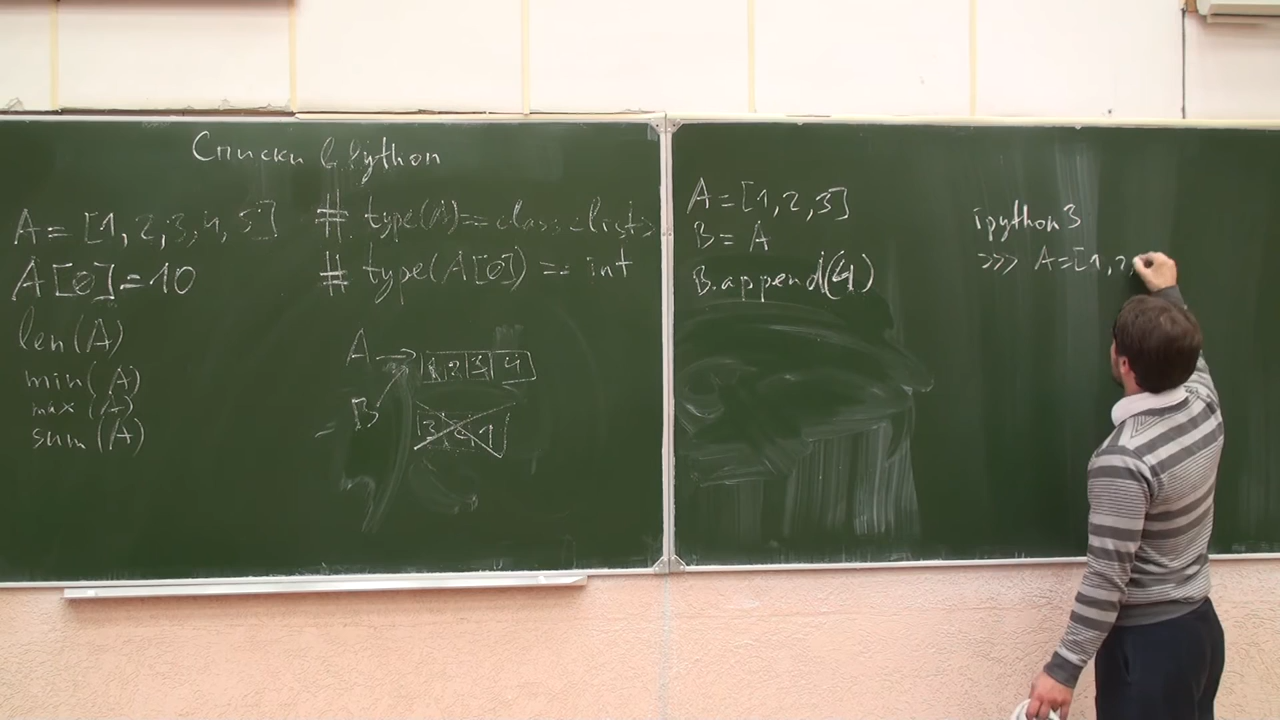 Списки в Python
A = [1, 2, 3, 4, 5]
A[0] = 10
len(A)
min(A)
max(A)
sum(A)
# type(A) = class <list>
# type(A[0]) == int
A → 1 2 3 4
B
3 4 1
A = [1, 2, 3]
B = A
B.append(4)
ipython3
>>> A=[1, 2